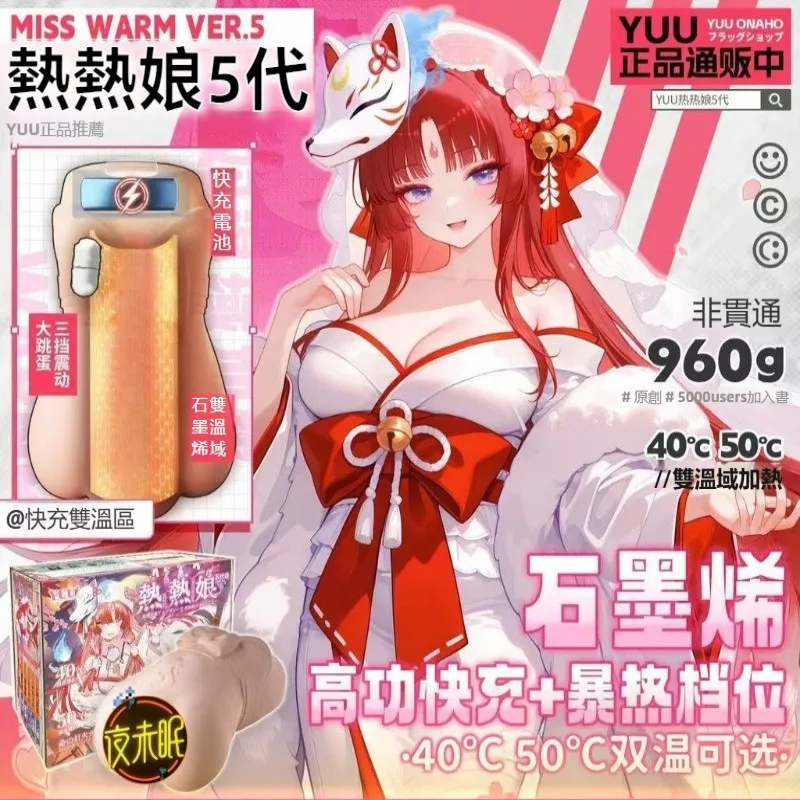 MISS WARM VER.5
熱熱娘5代
YUU正品推薦
YUU
YUU ONAHO
フラッグショップ
正品通贩中
YUU热热娘5代
快充電池
三挡震动
大跳蛋
雙溫域
石墨烯
@快充雙溫區
非貫通
960g
#原創 #5000users加入書
40℃ 50℃
//雙溫域加熱
石墨烯
高功快充+暴热档位
·40℃ 50℃双温可选·
YUU
熱熱娘
夜未眠